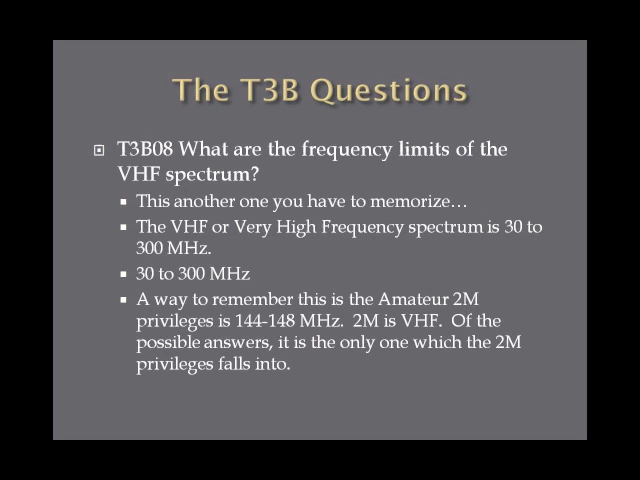 The T3B Questions
T3B08 What are the frequency limits of the
VHF spectrum?
This another one you have to memorize…
The VHF or Very High Frequency spectrum is 30 to
300 MHz.
30 to 300 MHz
A way to remember this is the Amateur 2M
privileges is 144-148 MHz.  2M is VHF.  Of the
possible answers, it is the only one which the 2M
privileges falls into.